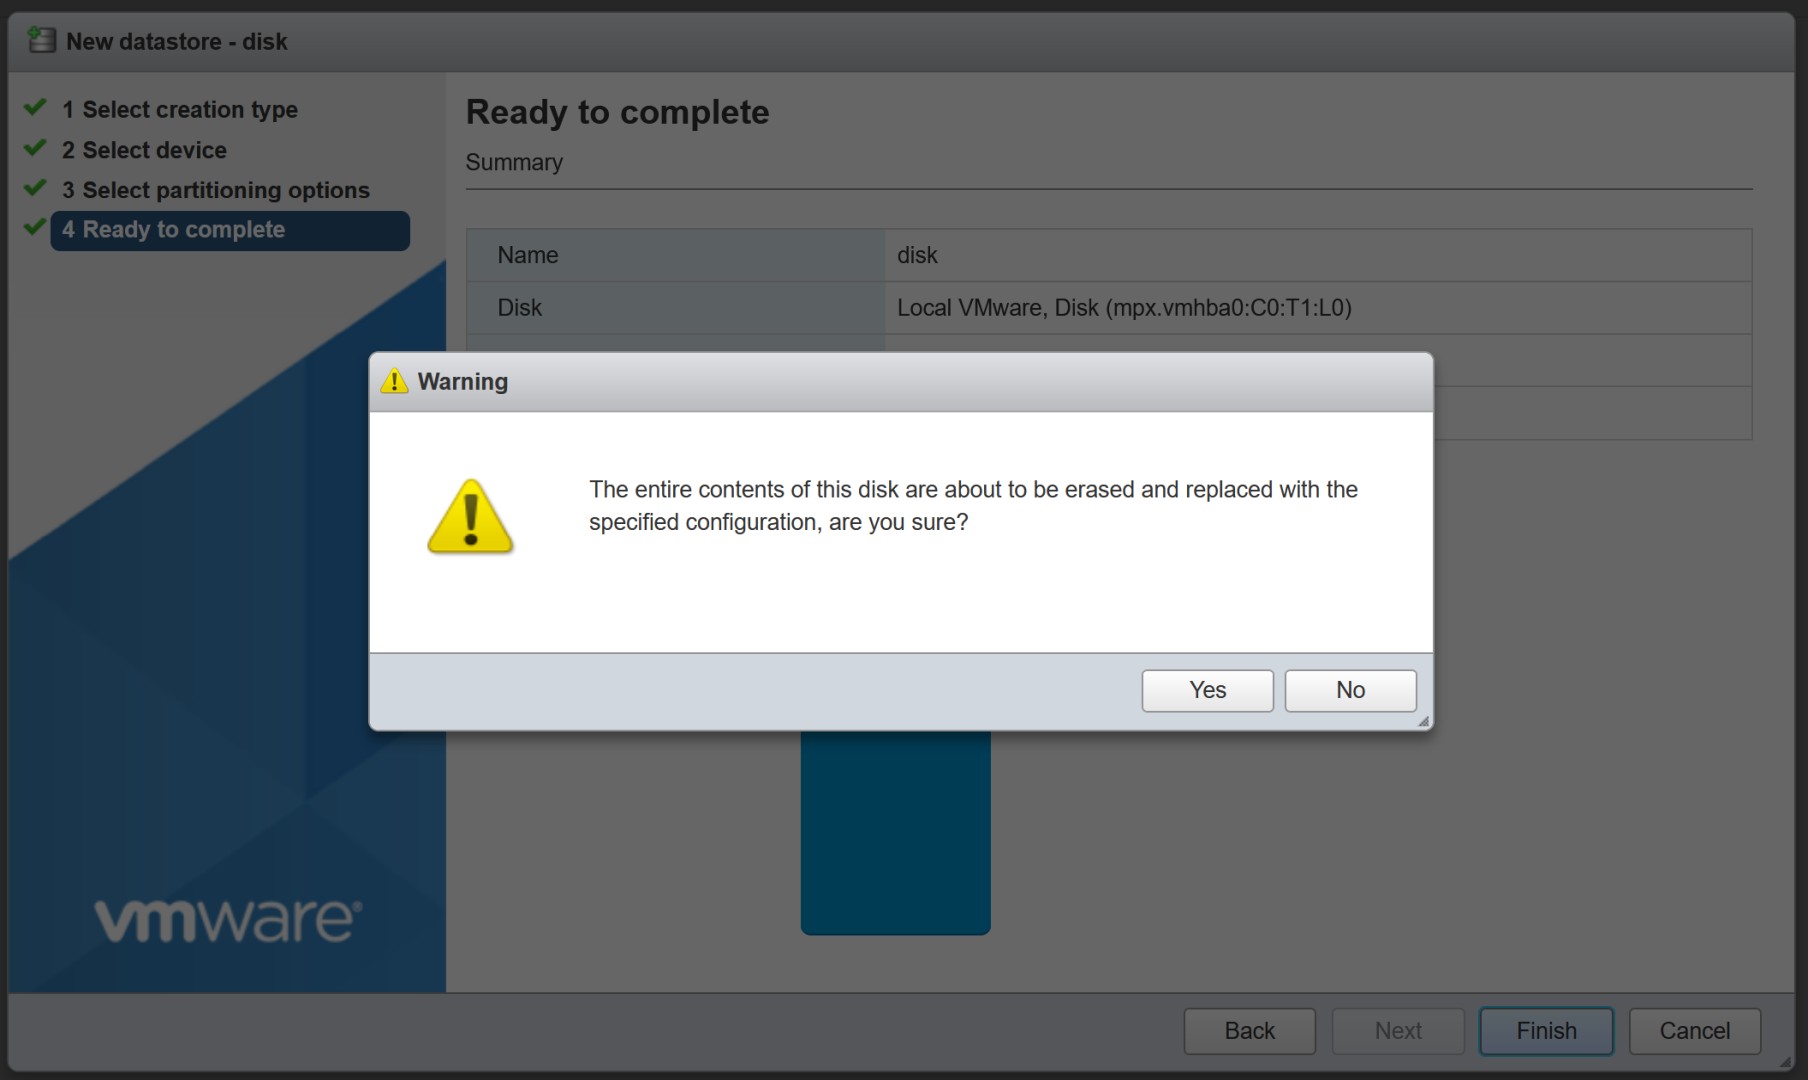 New datastore - disk
1 Select creation type
2 Select device
3 Select partitioning options
4 Ready to complete
vmware®
Ready to complete
Summary
Name disk
Disk Local VMware, Disk (mpx.vmhba0:C0:T1:L0)
Warning
The entire contents of this disk are about to be erased and replaced with the
specified configuration, are you sure?
Yes No
Back Next Finish Cancel